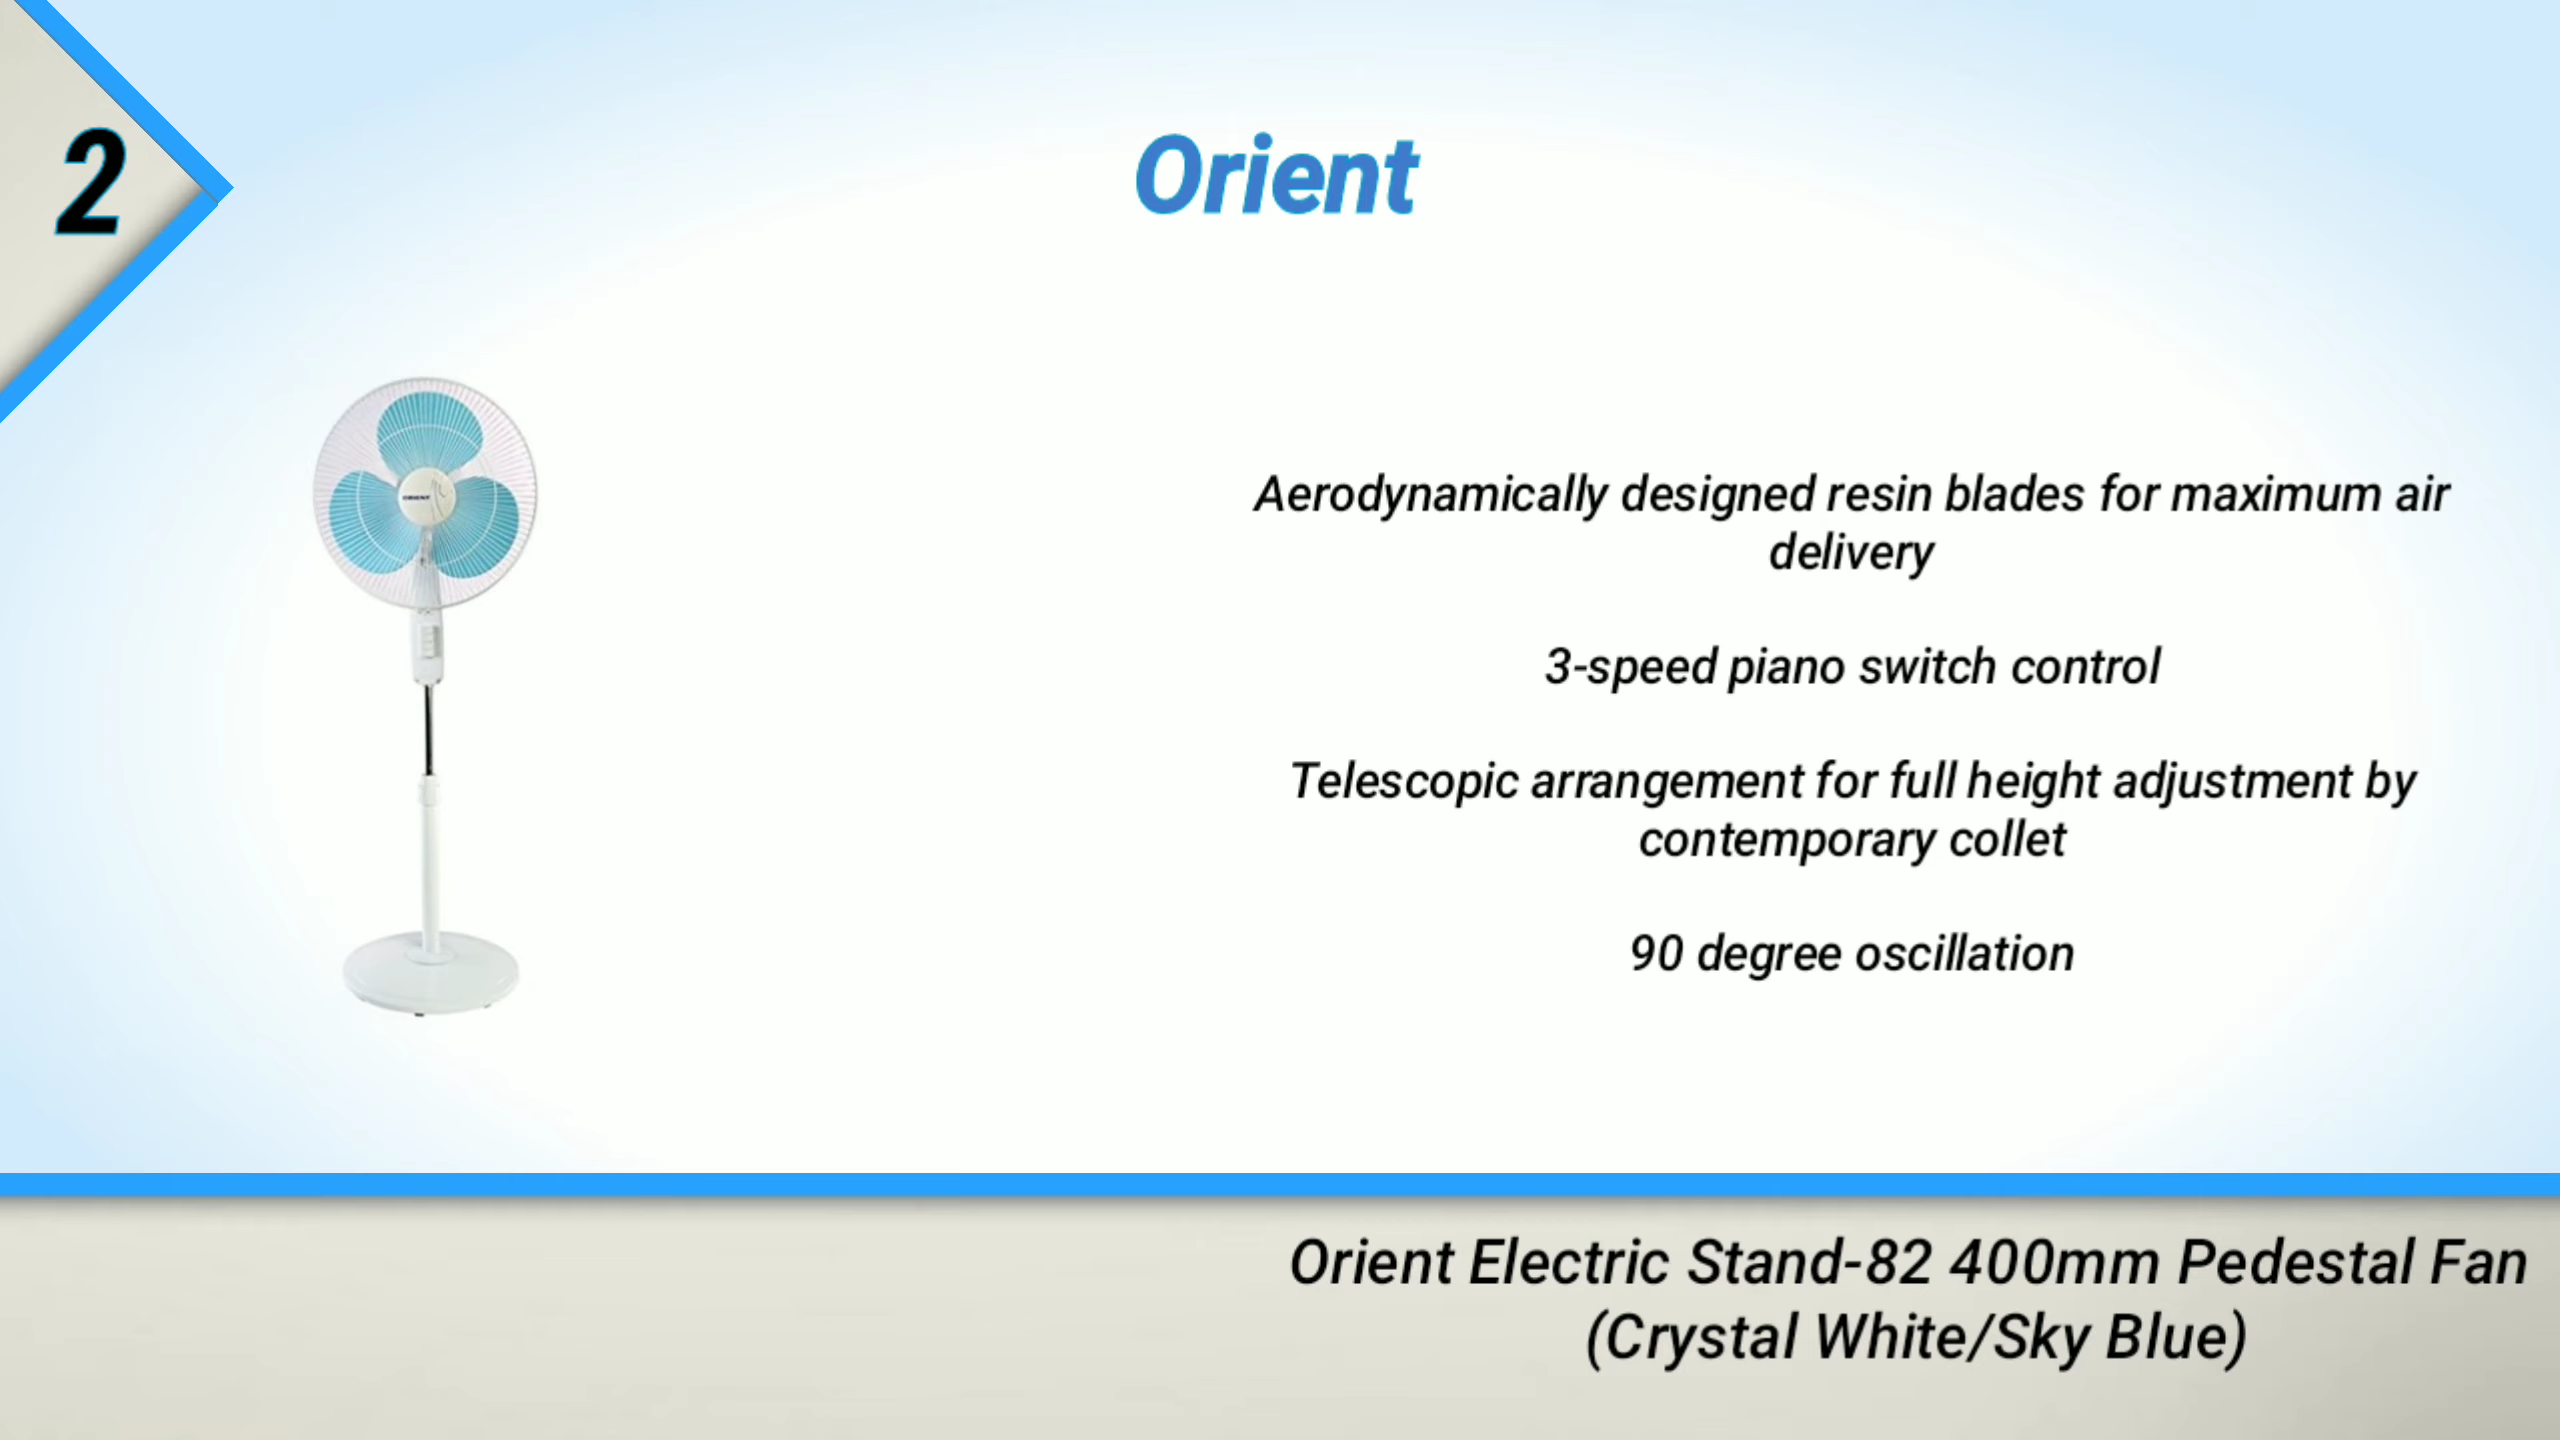 2
Orient
ORIENT
Aerodynamically designed resin blades for maximum air
delivery
3-speed piano switch control
Telescopic arrangement for full height adjustment by
contemporary collet
90 degree oscillation
Orient Electric Stand-82 400mm Pedestal Fan
(Crystal White/Sky Blue)